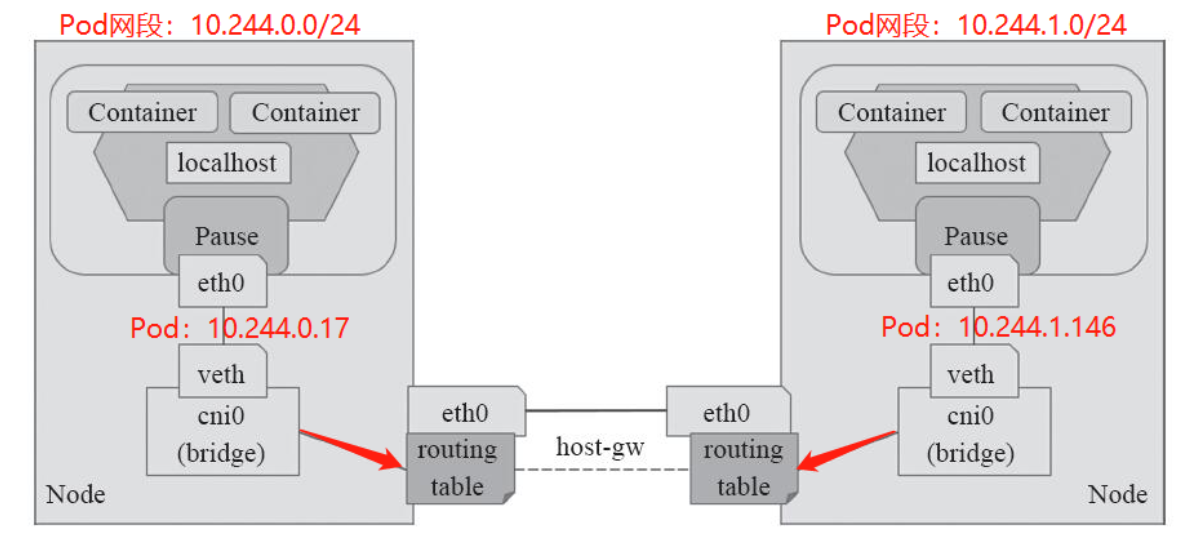 Pod网段：10.244.0.0/24
Container
Container
localhost
Pause
eth0
Pod：10.244.0.17
veth
cni0
(bridge)
Node
eth0
routing
table
host-gw
Pod网段：10.244.1.0/24
Container
Container
localhost
Pause
eth0
Pod：10.244.1.146
veth
cni0
(bridge)
Node
eth0
routing
table